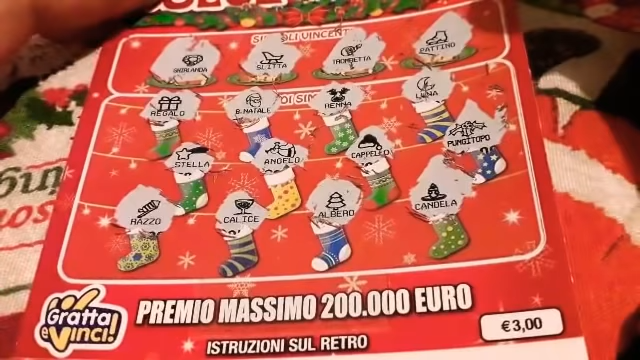 SIMBOLI VINCENTI
GHIRLANDA SLITTA TROMBETTA PATTINO
REGALO B.NATALE RENNA LUNA
STELLA ANGELO CAPPELLO PUNGITOPO
RAZZO CALICE ALBERO CANDELA
Gratta e Vinci!
PREMIO MASSIMO 200.000 EURO
€3,00
ISTRUZIONI SUL RETRO